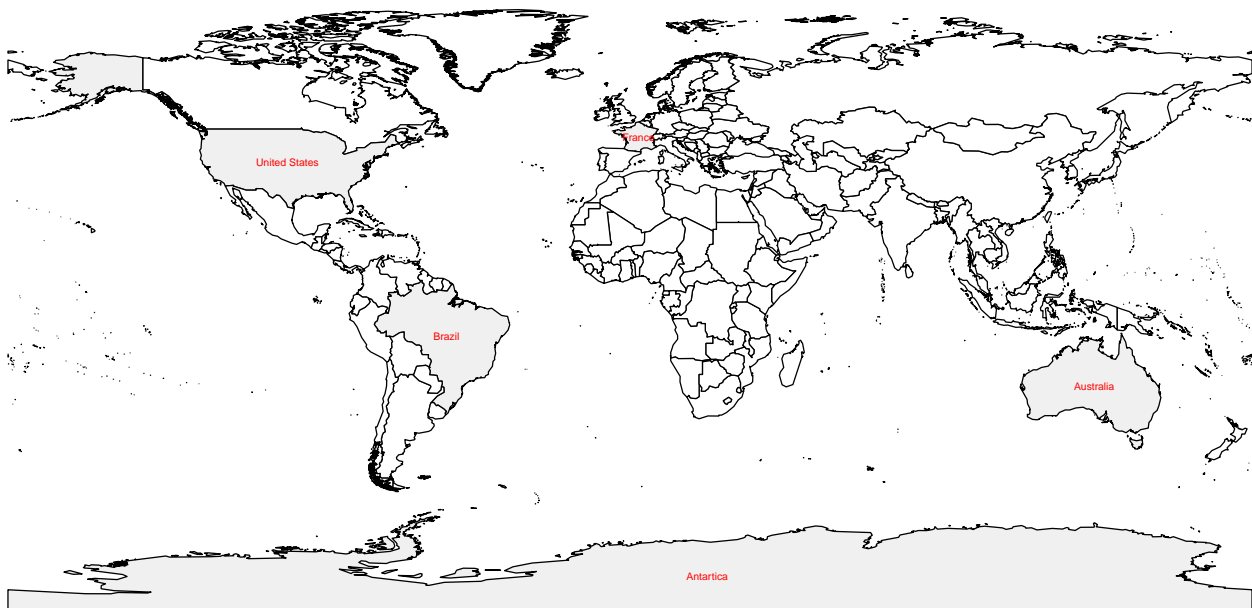 France
United States
Brazil
Australia
Antartica